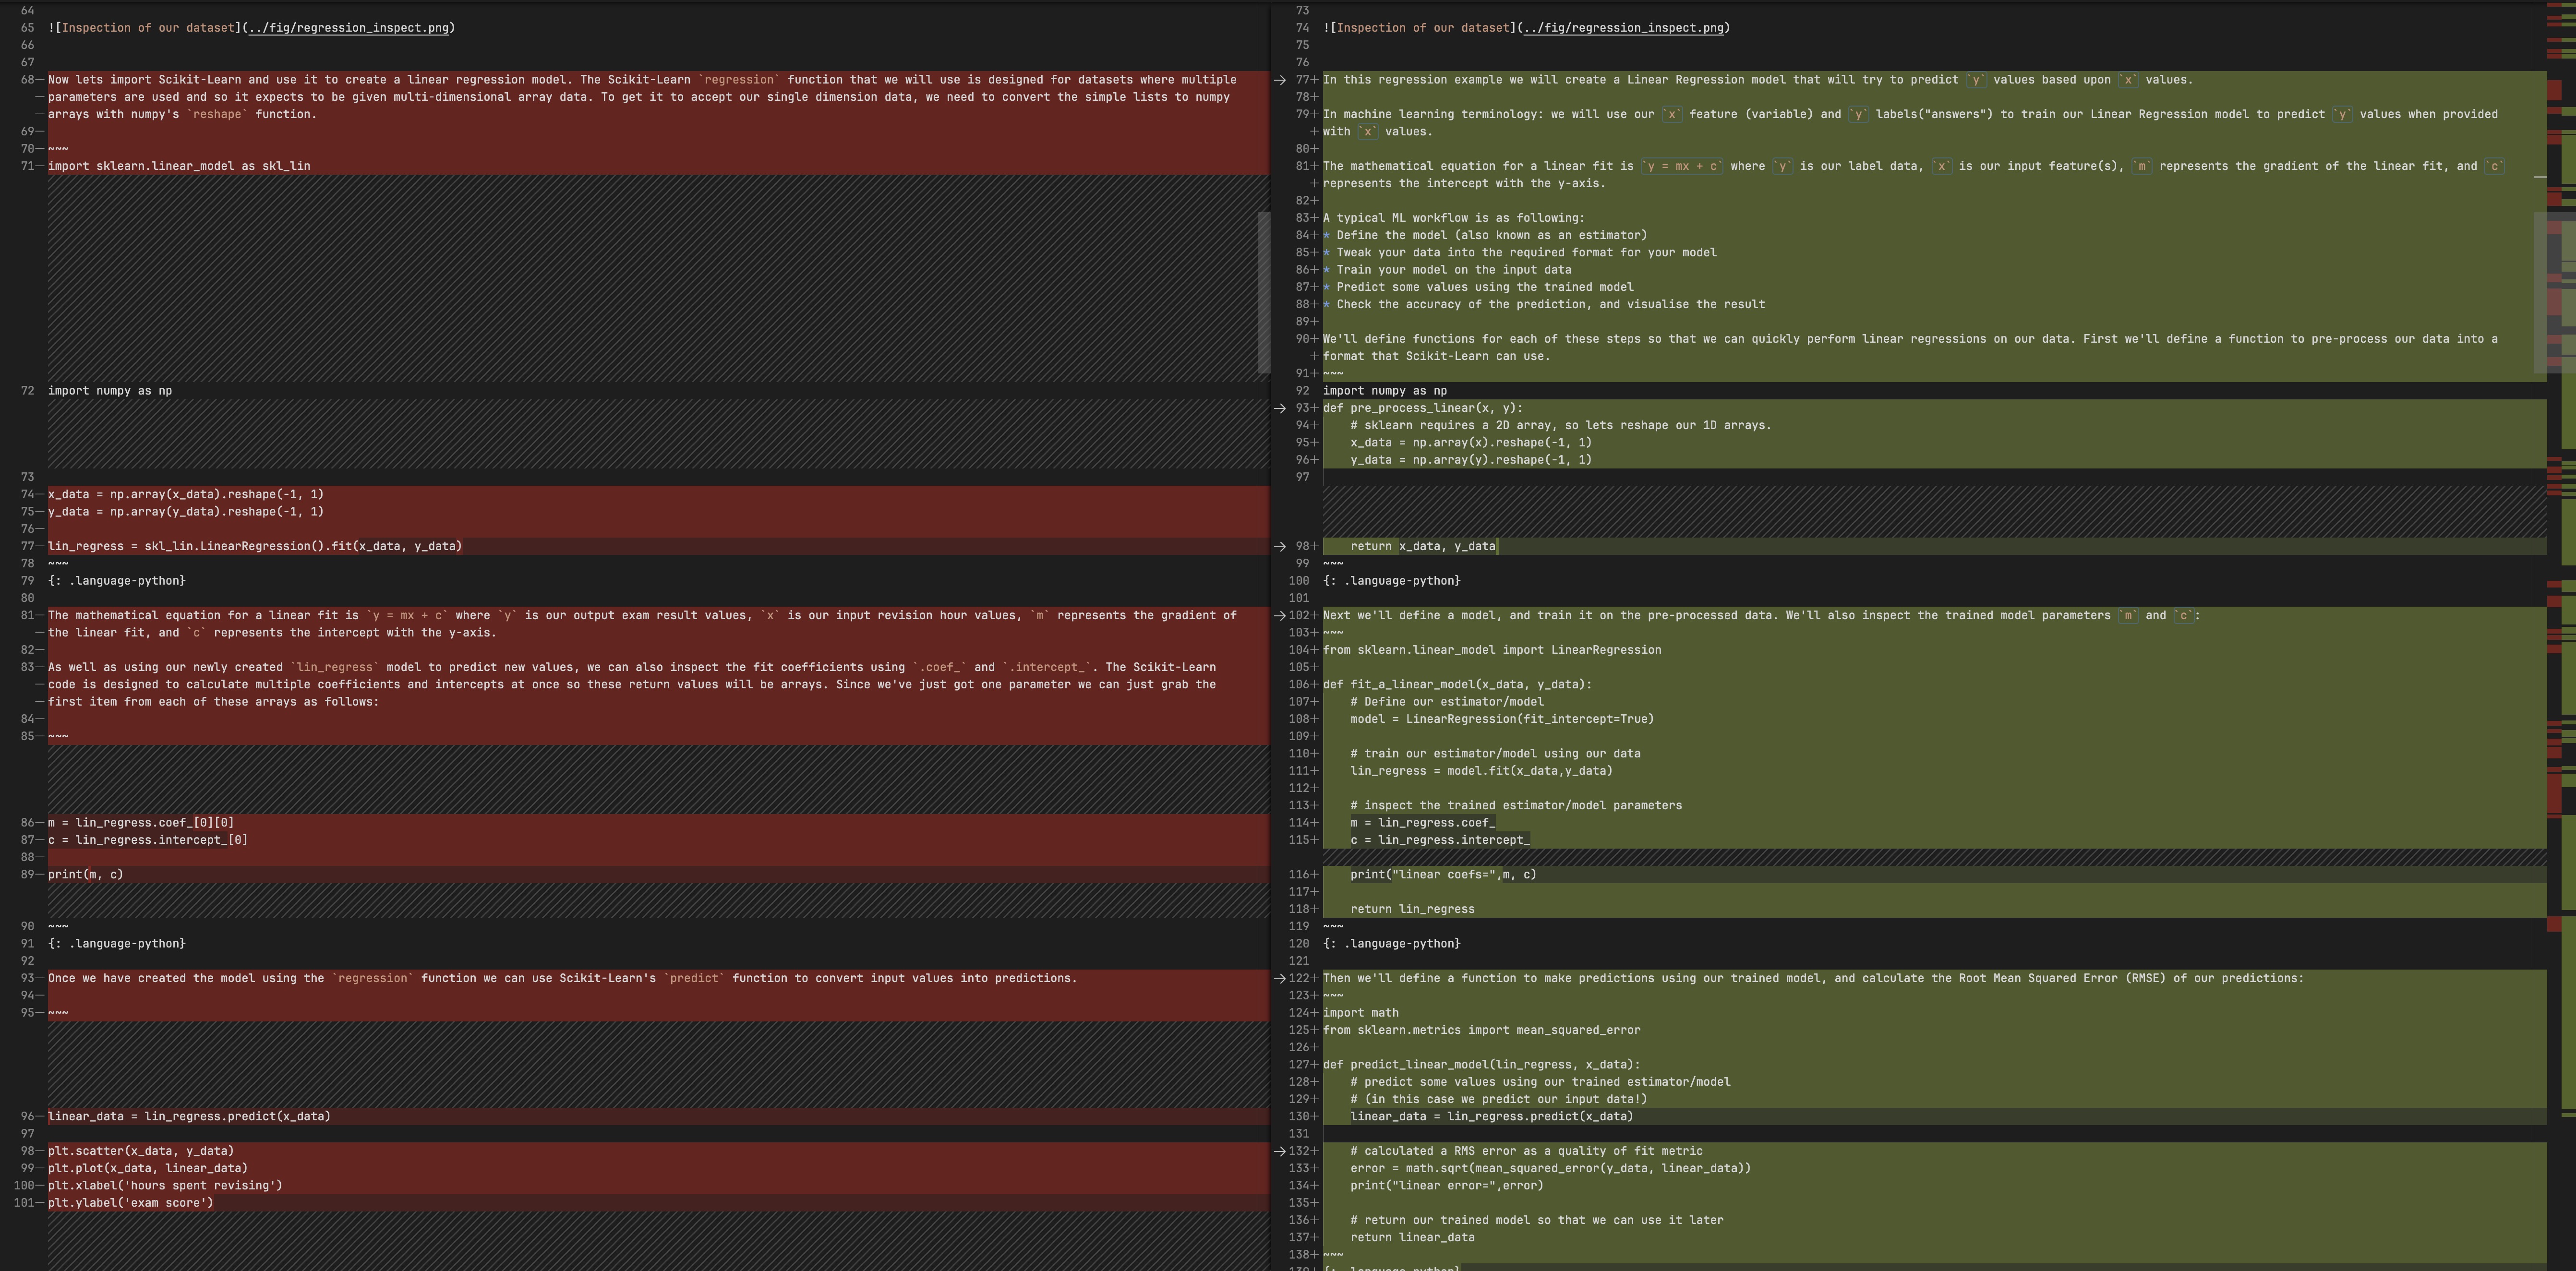 64
65 ![Inspection of our dataset](../fig/regression_inspect.png)
66
67
68— Now lets import Scikit-Learn and use it to create a linear regression model. The Scikit-Learn `regression` function that we will use is designed for datasets where multiple
— parameters are used and so it expects to be given multi-dimensional array data. To get it to accept our single dimension data, we need to convert the simple lists to numpy
— arrays with numpy's `reshape` function.
69—
70— ~~~
71— import sklearn.linear_model as skl_lin
72 import numpy as np
73
74— x_data = np.array(x_data).reshape(-1, 1)
75— y_data = np.array(y_data).reshape(-1, 1)
76—
77— lin_regress = skl_lin.LinearRegression().fit(x_data, y_data)
78 ~~~
79 {: .language-python}
80
81— The mathematical equation for a linear fit is `y = mx + c` where `y` is our output exam result values, `x` is our input revision hour values, `m` represents the gradient of
— the linear fit, and `c` represents the intercept with the y-axis.
82—
83— As well as using our newly created `lin_regress` model to predict new values, we can also inspect the fit coefficients using `.coef_` and `.intercept_`. The Scikit-Learn
— code is designed to calculate multiple coefficients and intercepts at once so these return values will be arrays. Since we've just got one parameter we can just grab the
— first item from each of these arrays as follows:
84—
85— ~~~
86— m = lin_regress.coef_[0][0]
87— c = lin_regress.intercept_[0]
88—
89— print(m, c)
90 ~~~
91 {: .language-python}
92
93— Once we have created the model using the `regression` function we can use Scikit-Learn's `predict` function to convert input values into predictions.
94—
95— ~~~
96— linear_data = lin_regress.predict(x_data)
97
98— plt.scatter(x_data, y_data)
99— plt.plot(x_data, linear_data)
100— plt.xlabel('hours spent revising')
101— plt.ylabel('exam score')
73
74 ![Inspection of our dataset](../fig/regression_inspect.png)
75
76
→ 77+ In this regression example we will create a Linear Regression model that will try to predict `y` values based upon `x` values.
78+
79+ In machine learning terminology: we will use our `x` feature (variable) and `y` labels("answers") to train our Linear Regression model to predict `y` values when provided
+ with `x` values.
80+
81+ The mathematical equation for a linear fit is `y = mx + c` where `y` is our label data, `x` is our input feature(s), `m` represents the gradient of the linear fit, and `c`
+ represents the intercept with the y-axis.
82+
83+ A typical ML workflow is as following:
84+ * Define the model (also known as an estimator)
85+ * Tweak your data into the required format for your model
86+ * Train your model on the input data
87+ * Predict some values using the trained model
88+ * Check the accuracy of the prediction, and visualise the result
89+
90+ We'll define functions for each of these steps so that we can quickly perform linear regressions on our data. First we'll define a function to pre-process our data into a
+ format that Scikit-Learn can use.
91+ ~~~
92 import numpy as np
→ 93+ def pre_process_linear(x, y):
94+ # sklearn requires a 2D array, so lets reshape our 1D arrays.
95+ x_data = np.array(x).reshape(-1, 1)
96+ y_data = np.array(y).reshape(-1, 1)
97
→ 98+ return x_data, y_data
99 ~~~
100 {: .language-python}
101
→ 102+ Next we'll define a model, and train it on the pre-processed data. We'll also inspect the trained model parameters `m` and `c`:
103+ ~~~
104+ from sklearn.linear_model import LinearRegression
105+
106+ def fit_a_linear_model(x_data, y_data):
107+ # Define our estimator/model
108+ model = LinearRegression(fit_intercept=True)
109+
110+ # train our estimator/model using our data
111+ lin_regress = model.fit(x_data,y_data)
112+
113+ # inspect the trained estimator/model parameters
114+ m = lin_regress.coef_
115+ c = lin_regress.intercept_
116+ print("linear coefs=",m, c)
117+
118+ return lin_regress
119 ~~~
120 {: .language-python}
121
→ 122+ Then we'll define a function to make predictions using our trained model, and calculate the Root Mean Squared Error (RMSE) of our predictions:
123+ ~~~
124+ import math
125+ from sklearn.metrics import mean_squared_error
126+
127+ def predict_linear_model(lin_regress, x_data):
128+ # predict some values using our trained estimator/model
129+ # (in this case we predict our input data!)
130+ linear_data = lin_regress.predict(x_data)
131
→ 132+ # calculated a RMS error as a quality of fit metric
133+ error = math.sqrt(mean_squared_error(y_data, linear_data))
134+ print("linear error=",error)
135+
136+ # return our trained model so that we can use it later
137+ return linear_data
138+ ~~~